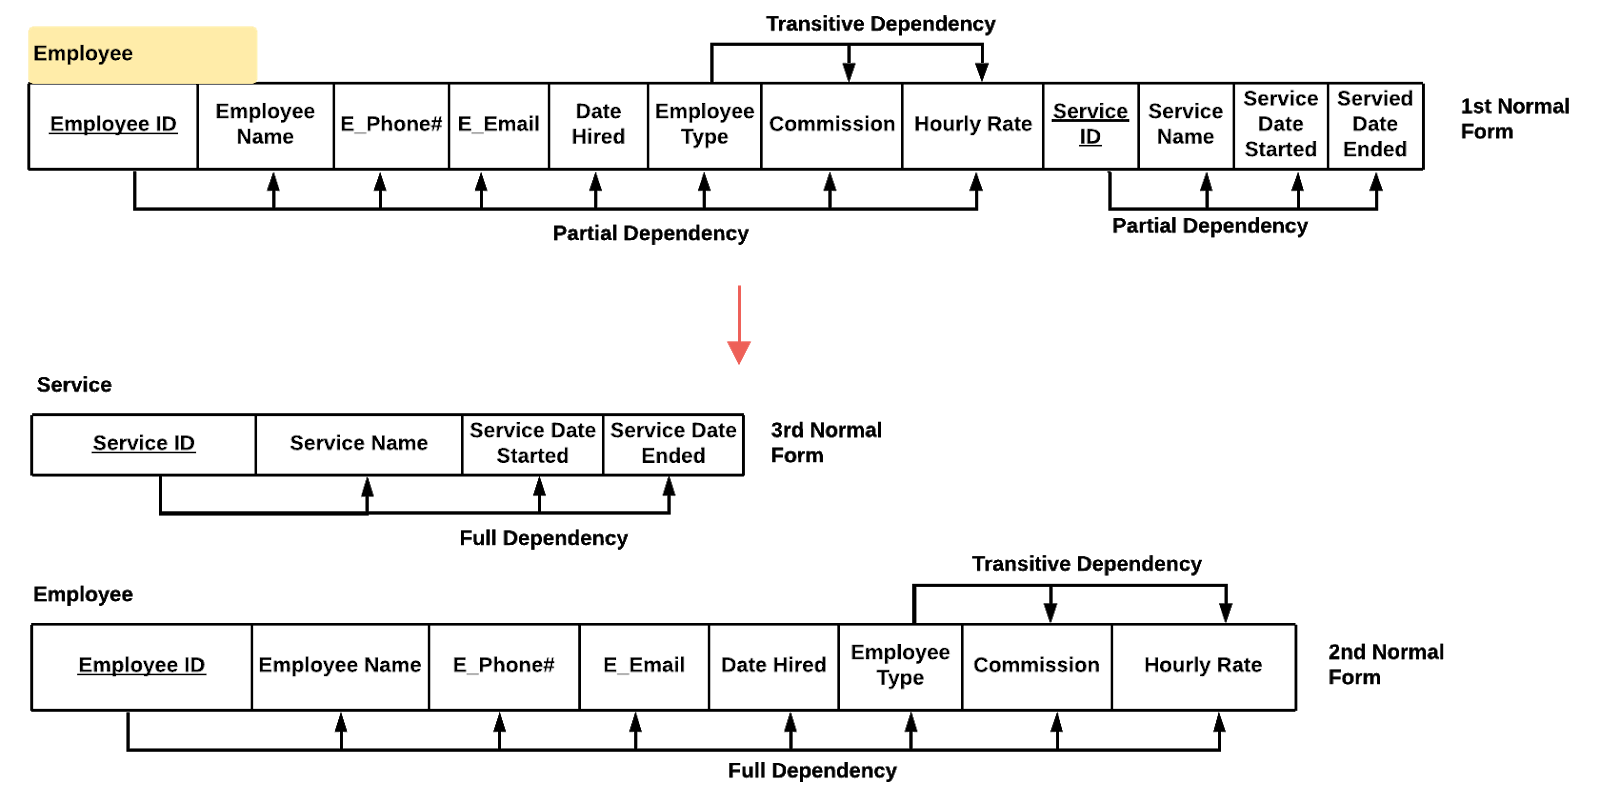 Transitive Dependency
Employee
Employee ID
Employee
Name
E_Phone#
E_Email
Date
Hired
Employee
Type
Commission
Hourly Rate
Service
ID
Service
Name
Service
Date
Started
Servied
Date
Ended
1st Normal
Form
Partial Dependency
Partial Dependency
Service
Service ID
Service Name
Service Date
Started
Service Date
Ended
3rd Normal
Form
Full Dependency
Transitive Dependency
Employee
Employee ID
Employee Name
E_Phone#
E_Email
Date Hired
Employee
Type
Commission
Hourly Rate
2nd Normal
Form
Full Dependency